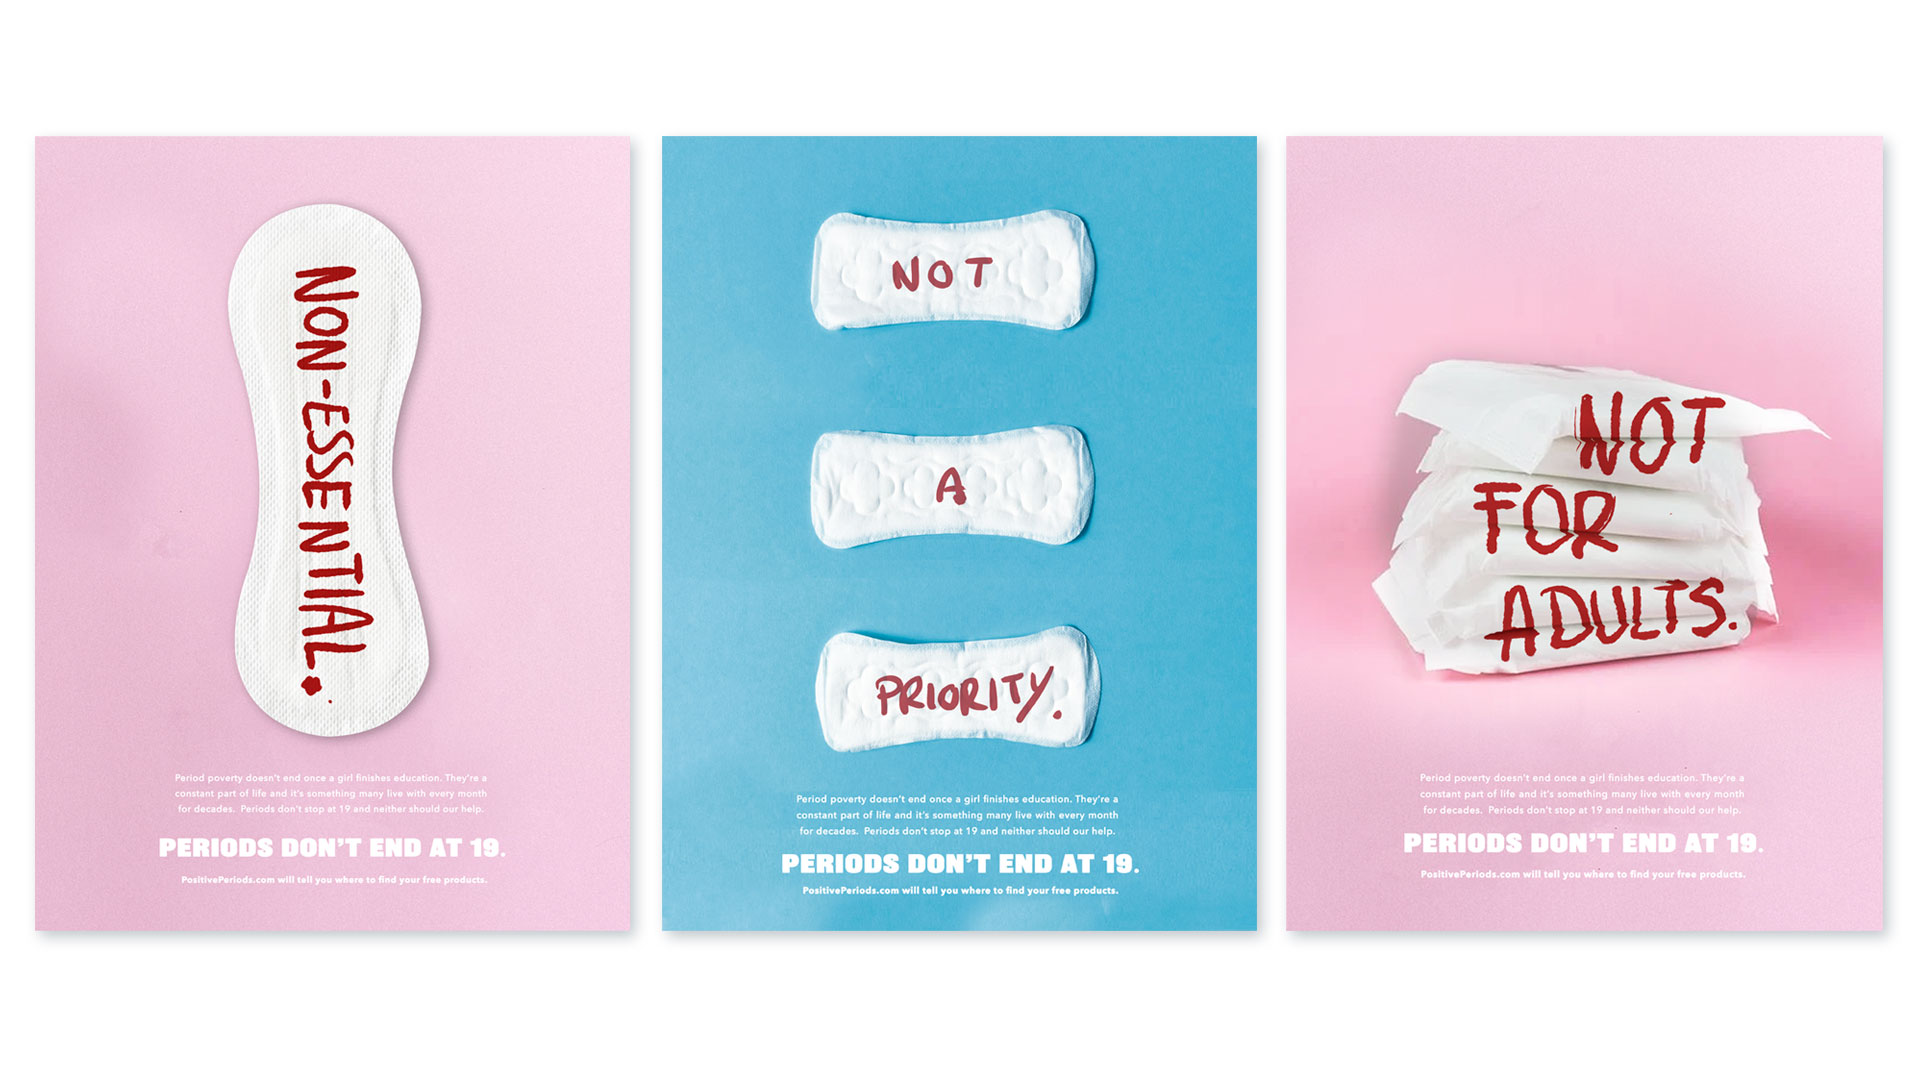 NON-ESSENTIAL.
Period poverty doesn't end once a girl finishes education. They're a
constant part of life and it's something many live with every month
for decades. Periods don't stop at 19 and neither should our help.
PERIODS DON'T END AT 19.
PositivePeriods.com will tell you where to find your free products.
NOT
A
PRIORITY.
Period poverty doesn't end once a girl finishes education. They're a
constant part of life and it's something many live with every month
for decades. Periods don't stop at 19 and neither should our help.
PERIODS DON'T END AT 19.
PositivePeriods.com will tell you where to find your free products.
NOT
FOR
ADULTS.
Period poverty doesn't end once a girl finishes education. They're a
constant part of life and it's something many live with every month
for decades. Periods don't stop at 19 and neither should our help.
PERIODS DON'T END AT 19.
PositivePeriods.com will tell you where to find your free products.